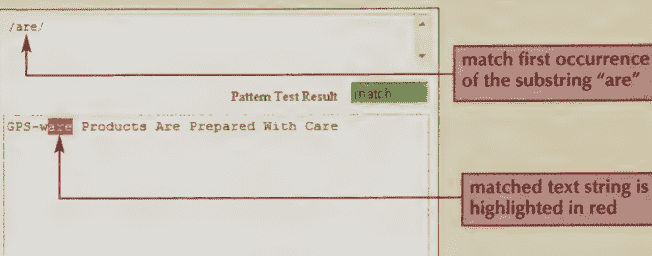 /are/
match first occurrence
of the substring "are"
Pattern Test Result match
GPS-ware Products Are Prepared With Care
matched text string is
highlighted in red